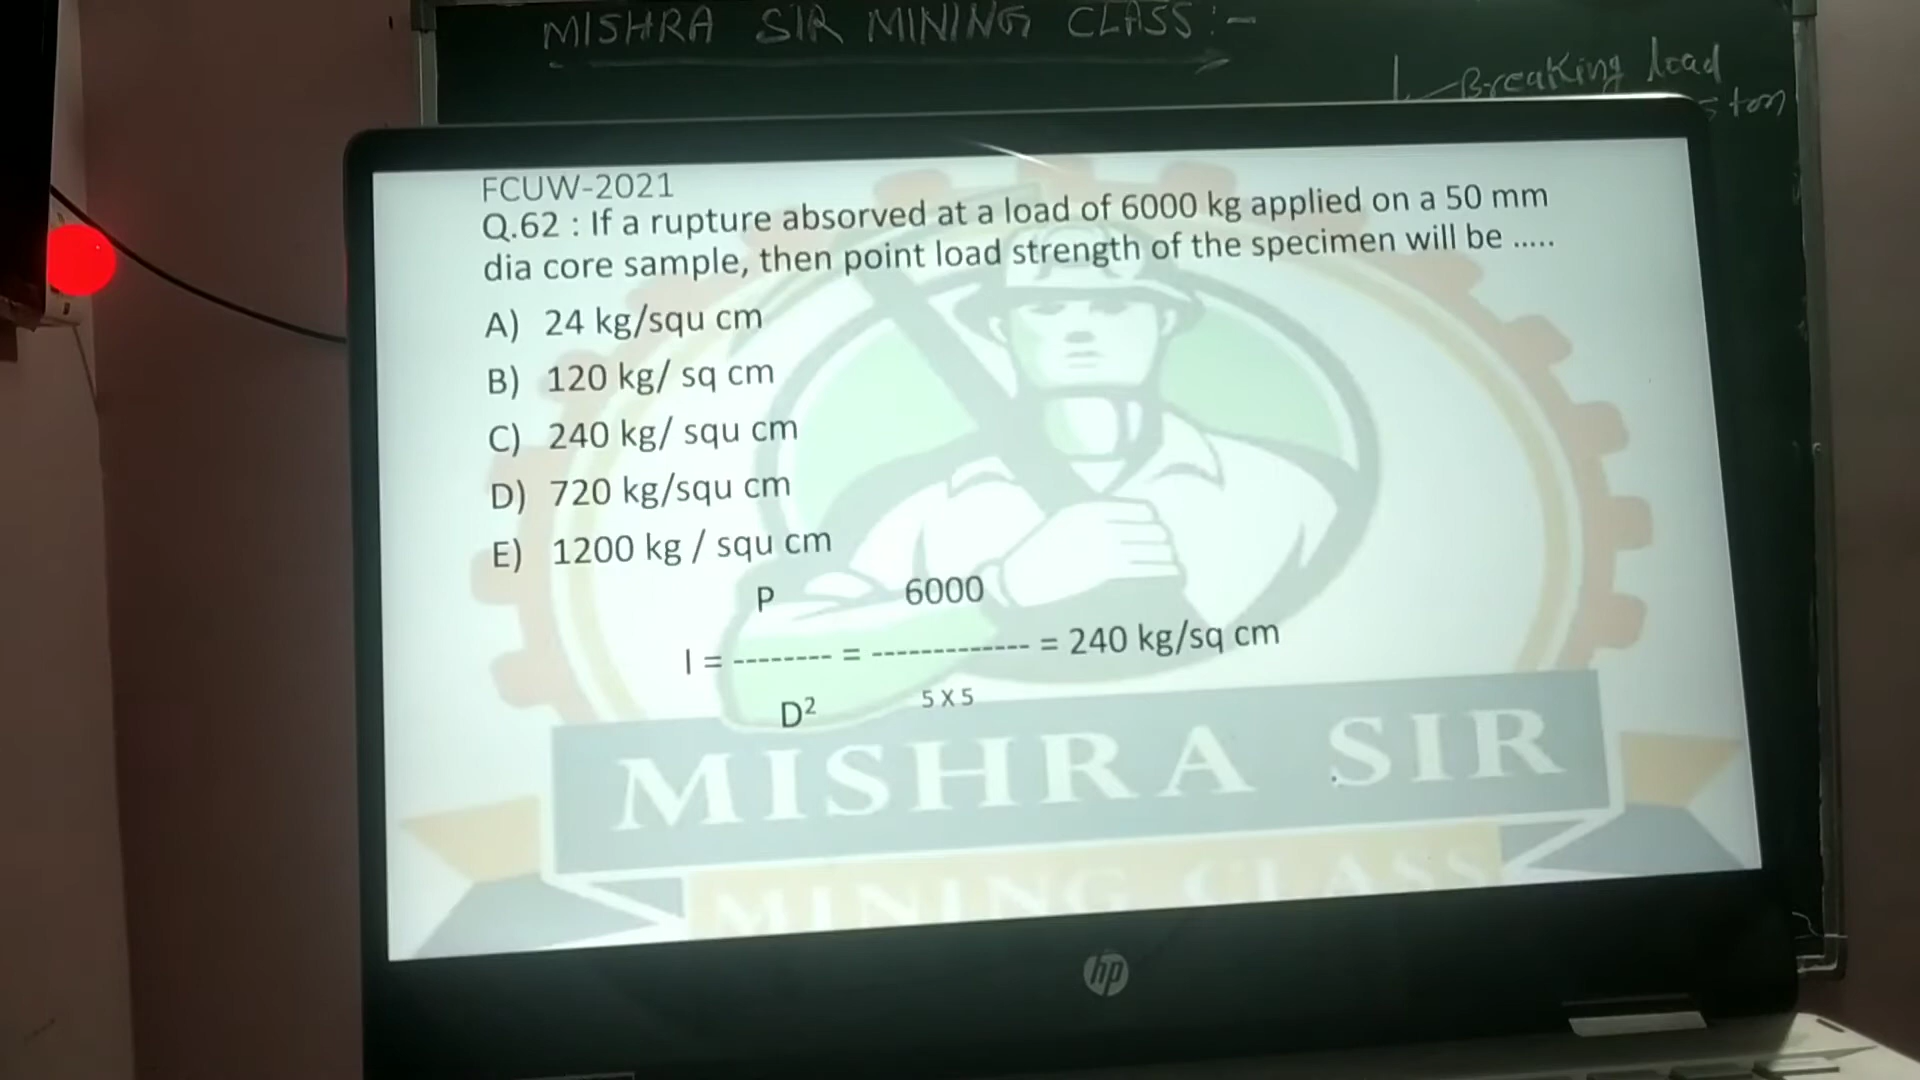 MISHRA SIR MINING CLASS :-
Breaking load
ston
FCUW-2021
Q.62 : If a rupture absorved at a load of 6000 kg applied on a 50 mm
dia core sample, then point load strength of the specimen will be .....
A) 24 kg/squ cm
B) 120 kg/ sq cm
C) 240 kg/ squ cm
D) 720 kg/squ cm
E) 1200 kg / squ cm
P 6000
I = -------- = ------------- = 240 kg/sq cm
D² 5 X 5
MISHRA SIR
MINING CLASS
hp